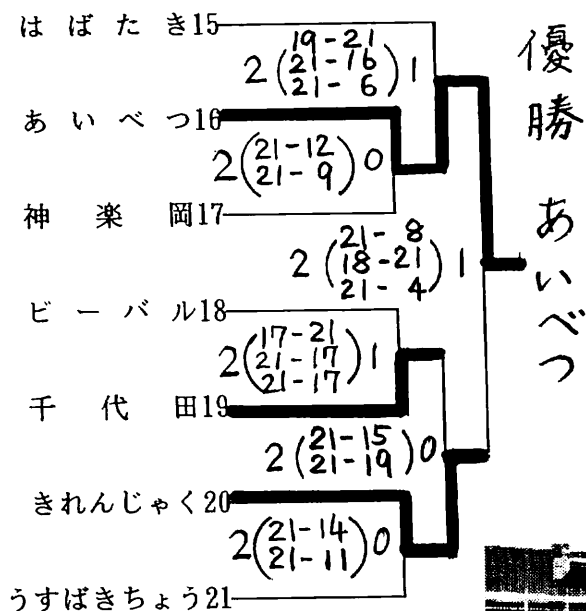 はばたき15
2(19-21 21-16 21-6)1
あいべつ16
2(21-12 21-9)0
神楽岡17
2(21-8 18-21 21-4)1
ビーバル18
2(17-21 21-17 21-17)1
千代田19
2(21-15 21-19)0
きれんじゃく20
2(21-14 21-11)0
うすばきちょう21
優勝 あいべつ